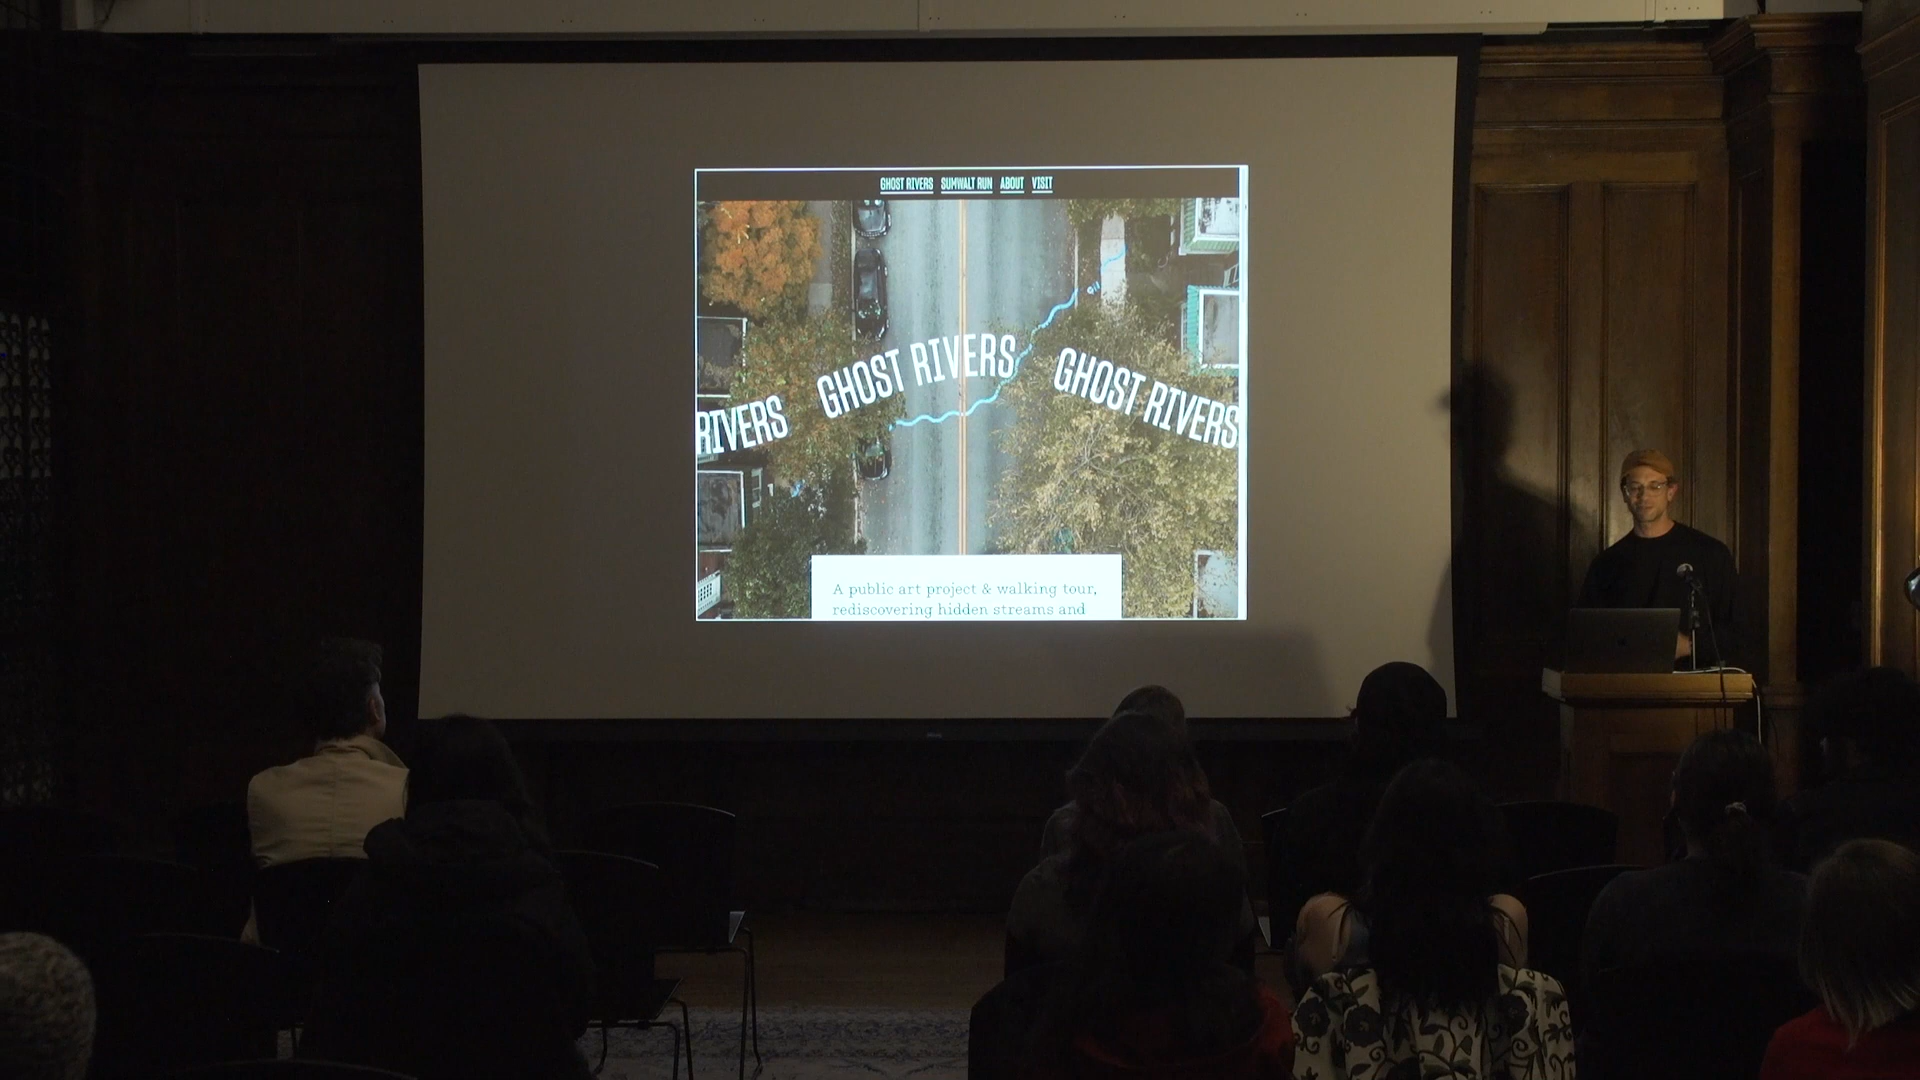 GHOST RIVERS SUMWALT RUN ABOUT VISIT
RIVERS GHOST RIVERS GHOST RIVERS
A public art project & walking tour,
rediscovering hidden streams and